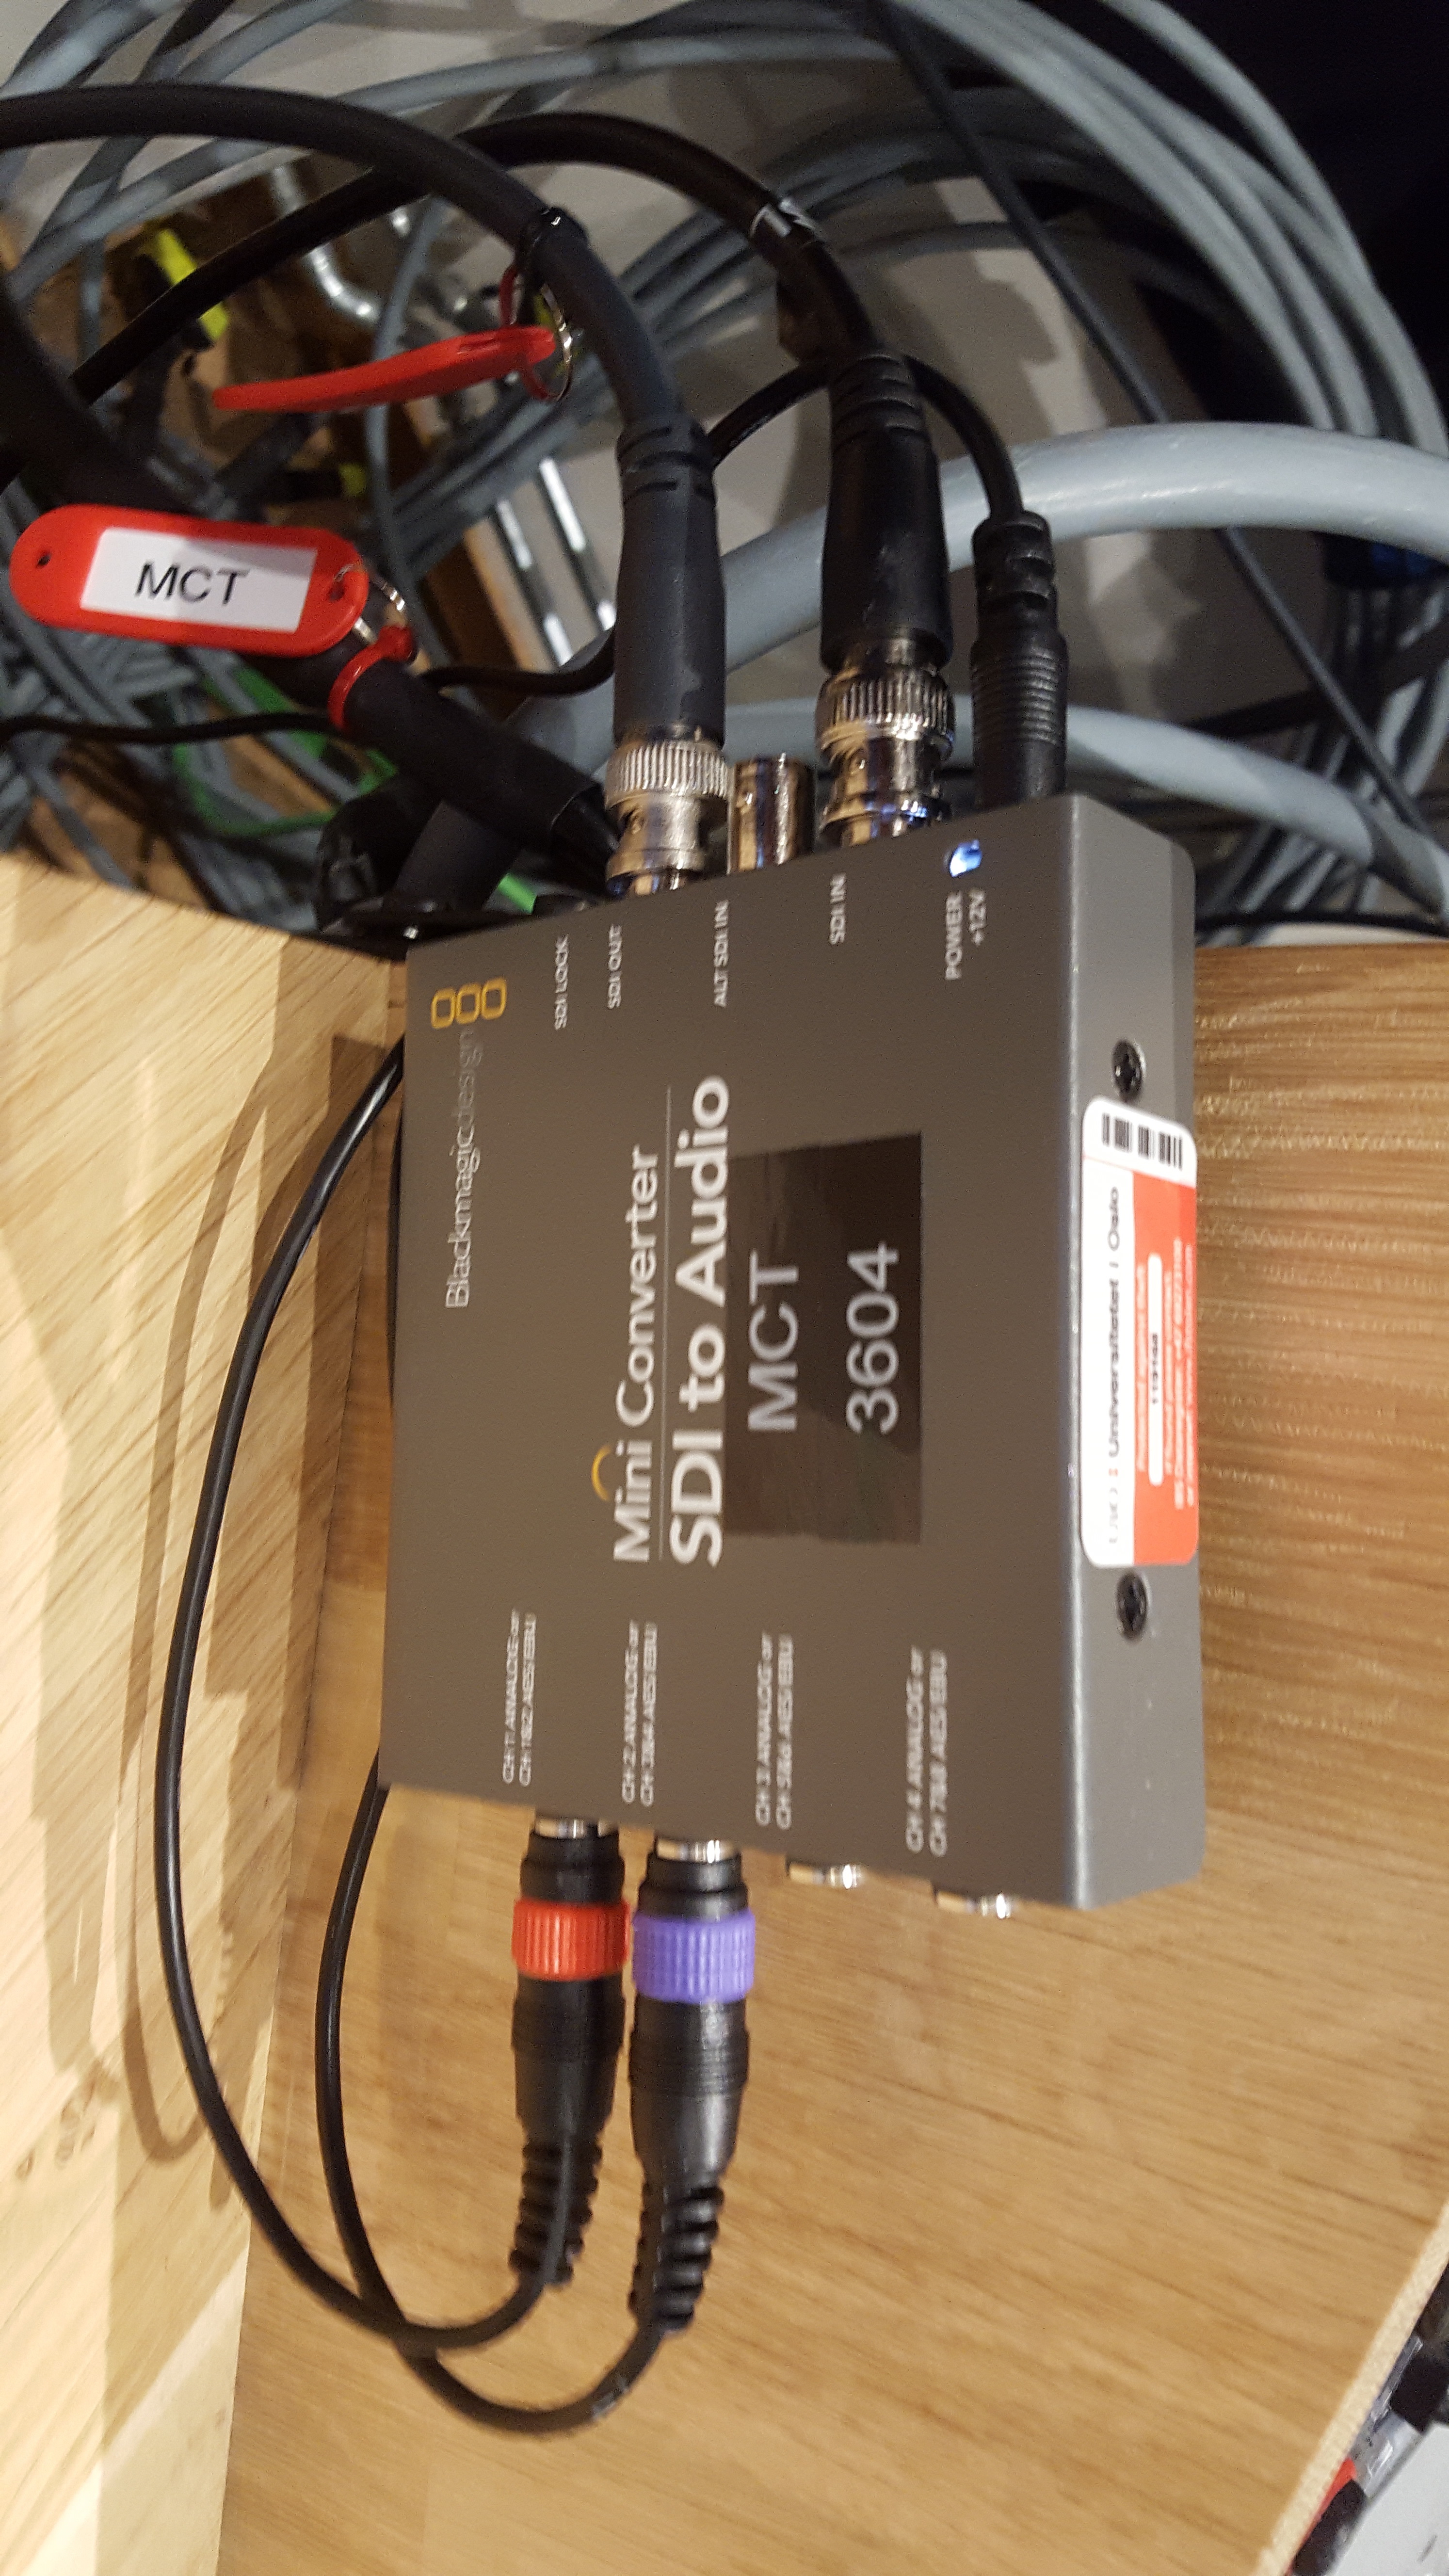 MCT
Blackmagicdesign
SDI LOCK
SDI OUT
ALT SDI IN
SDI IN
POWER
+12V
Mini Converter
SDI to Audio
MCT
3604
CH 1 ANALOG or
CH 1&2 AES/EBU
CH 2 ANALOG or
CH 3&4 AES/EBU
CH 3 ANALOG or
CH 5&6 AES/EBU
CH 4 ANALOG or
CH 7&8 AES/EBU
UiO : Universitetet i Oslo